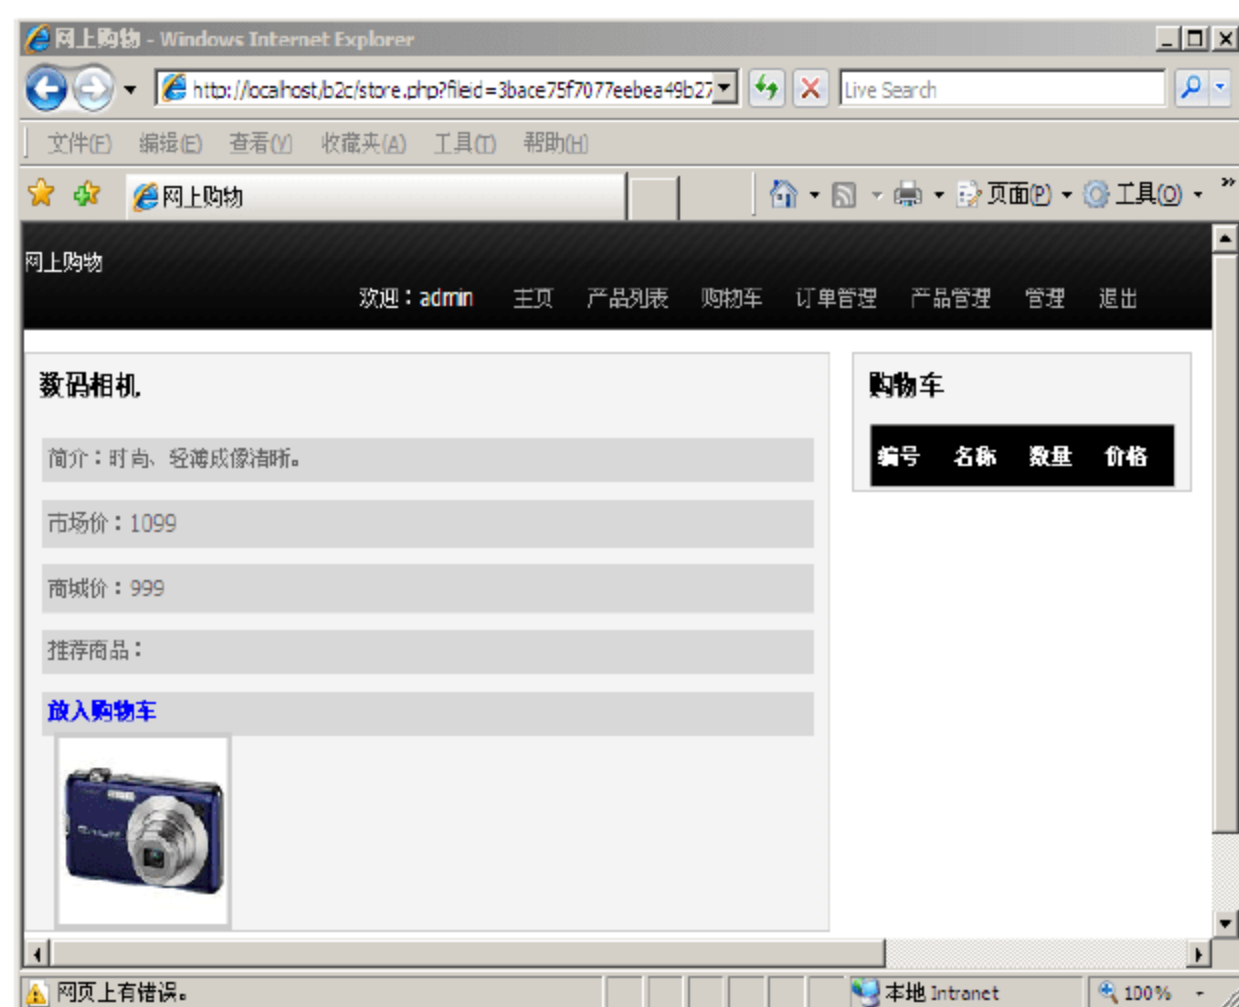 网上购物 - Windows Internet Explorer
http://localhost/b2c/store.php?fileid=3bace75f7077eebea49b27
Live Search
文件(F) 编辑(E) 查看(V) 收藏夹(A) 工具(T) 帮助(H)
网上购物 页面(P) 工具(O) »
网上购物
欢迎：admin 主页 产品列表 购物车 订单管理 产品管理 管理 退出
数码相机
简介：时尚、轻薄成像清晰。
市场价：1099
商城价：999
推荐商品：
放入购物车
购物车
编号 名称 数量 价格
网页上有错误。 本地 Intranet 100%